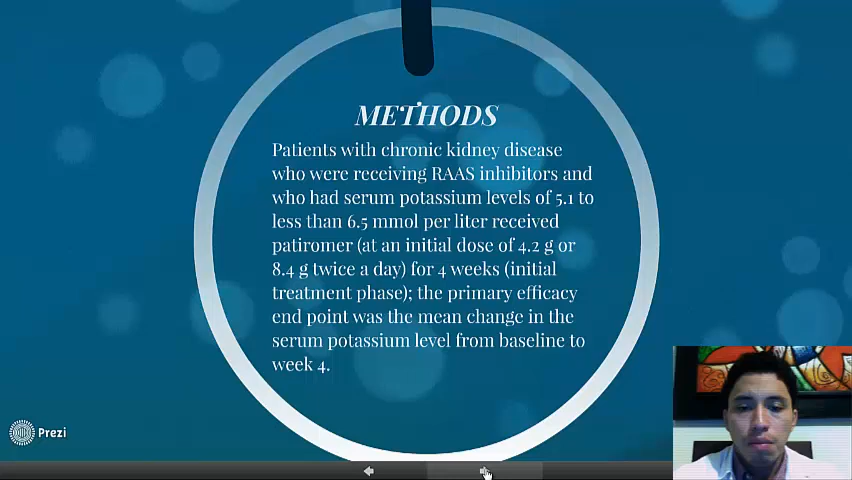 METHODS
Patients with chronic kidney disease
who were receiving RAAS inhibitors and
who had serum potassium levels of 5.1 to
less than 6.5 mmol per liter received
patiromer (at an initial dose of 4.2 g or
8.4 g twice a day) for 4 weeks (initial
treatment phase); the primary efficacy
end point was the mean change in the
serum potassium level from baseline to
week 4.
Prezi